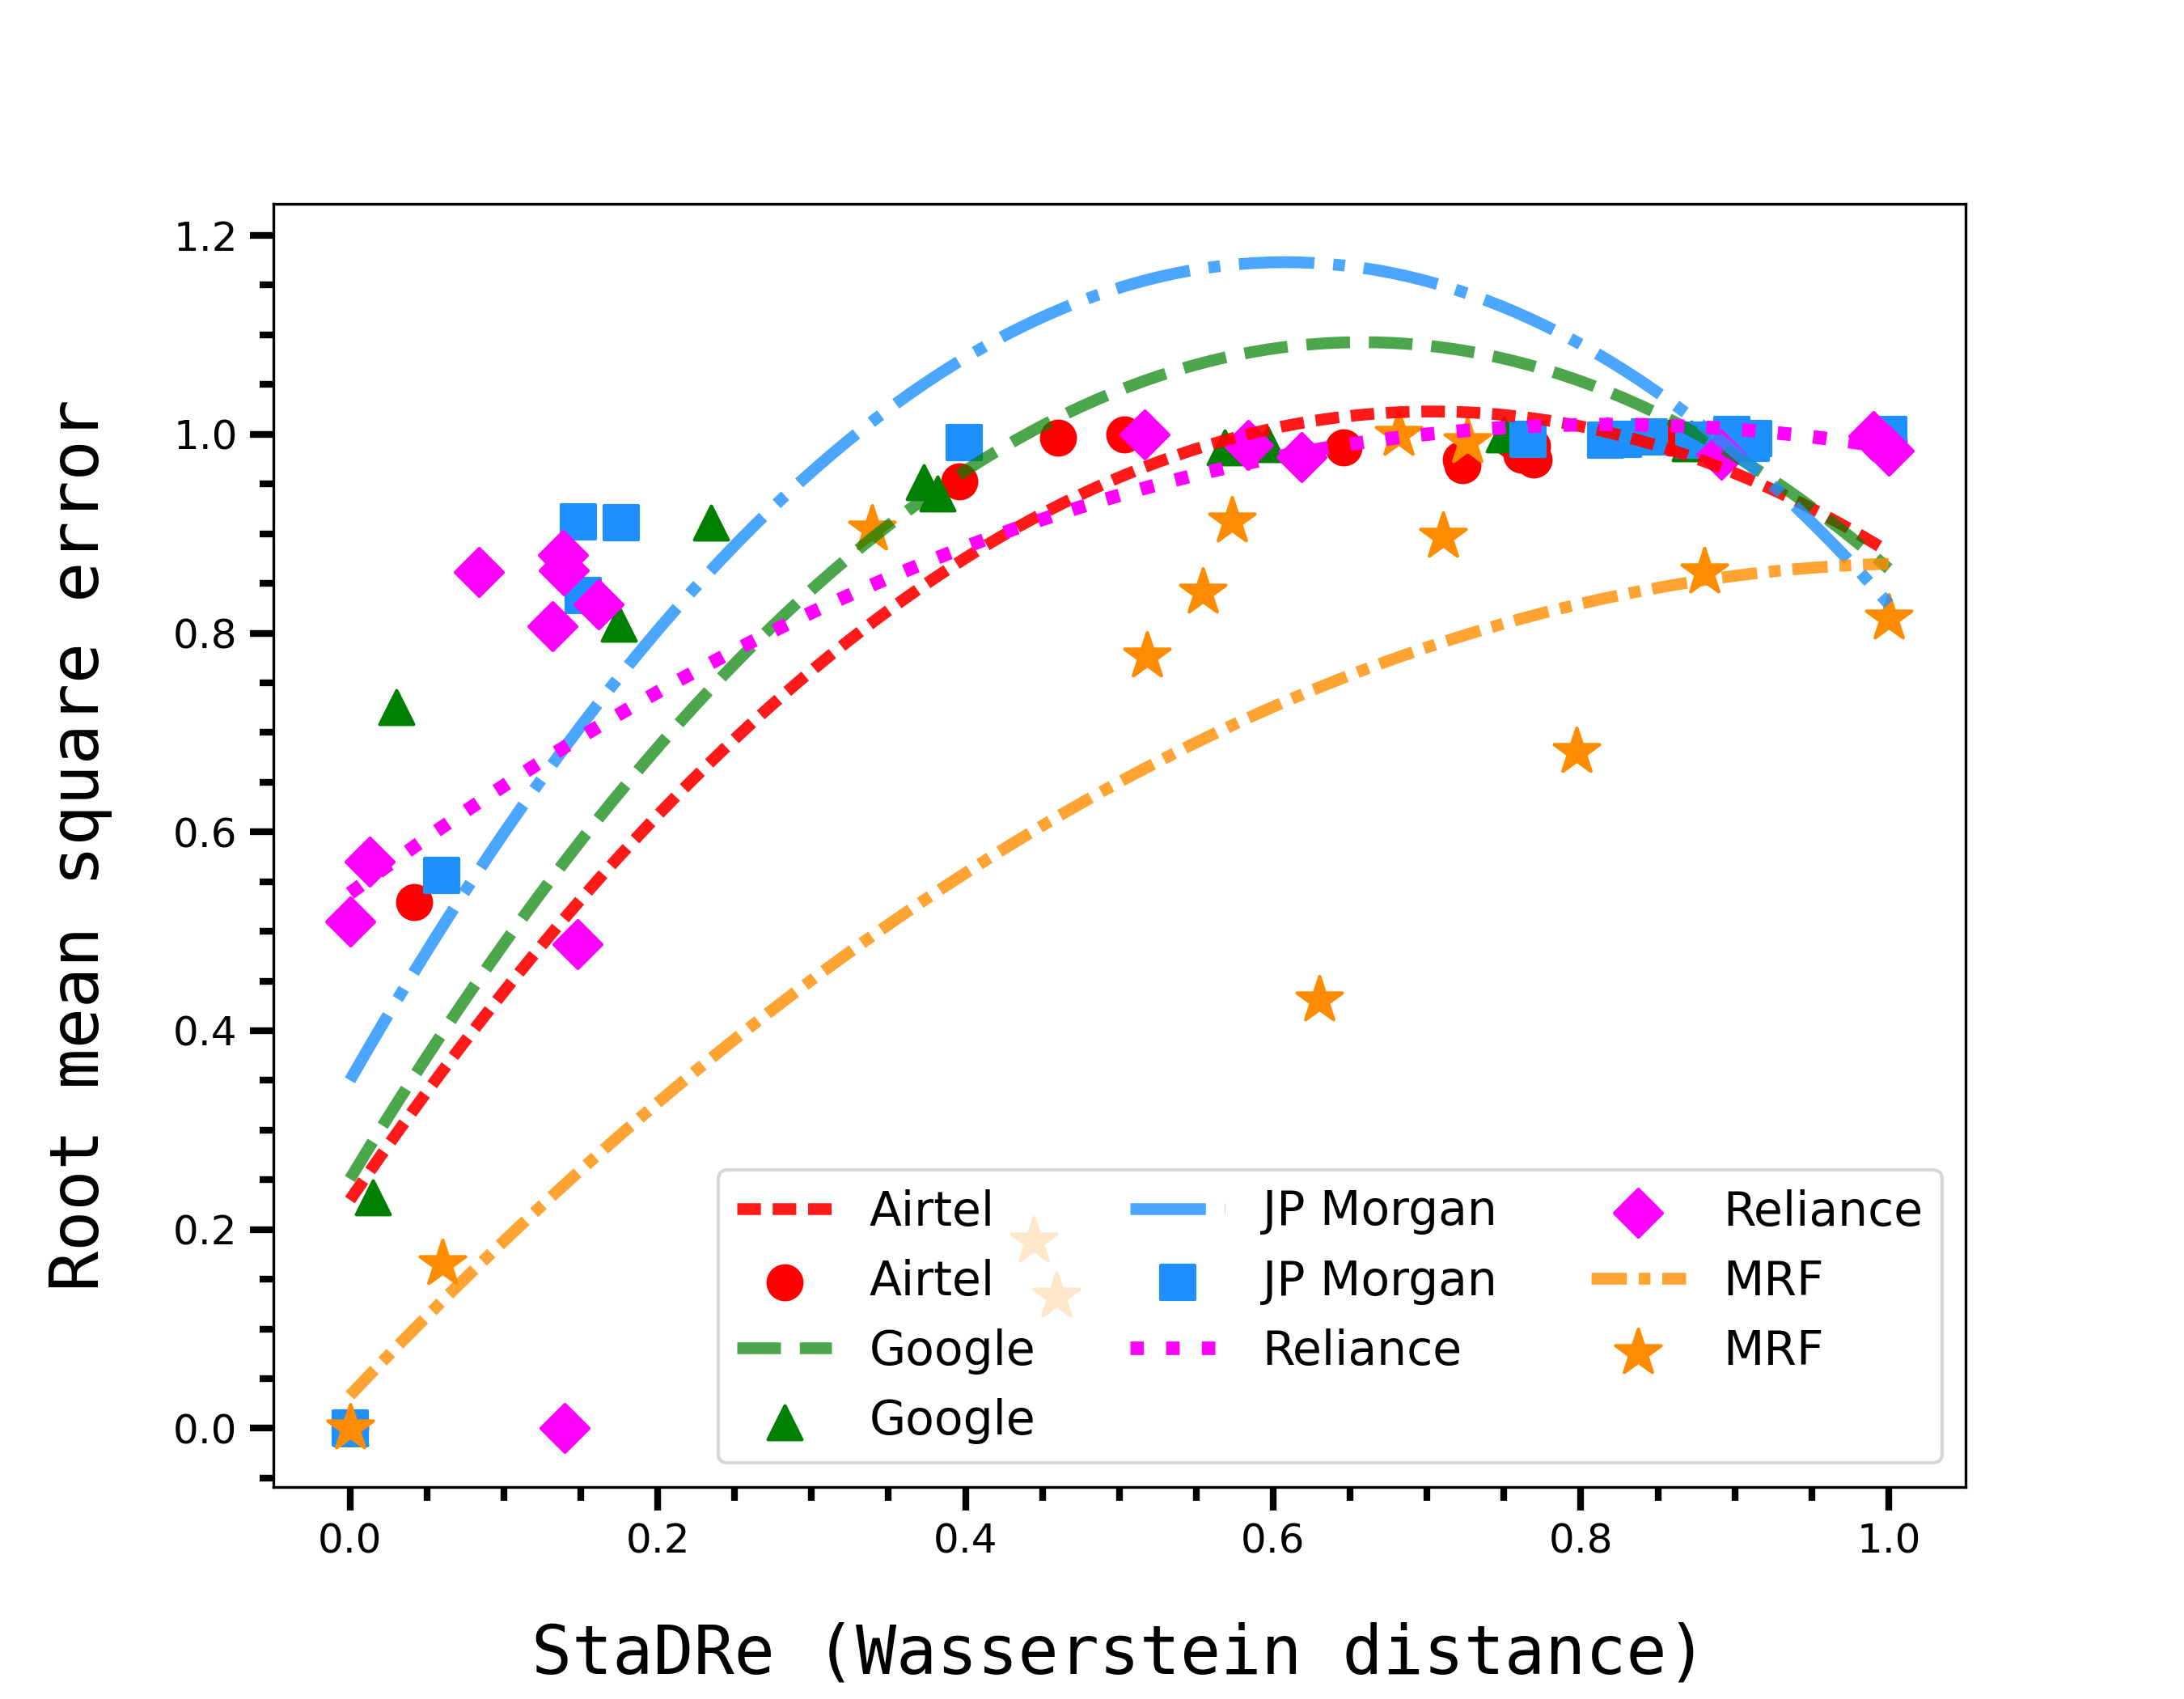 Root mean square error
1.2
1.0
0.8
0.6
0.4
0.2
0.0
Airtel
Airtel
Google
Google
JP Morgan
JP Morgan
Reliance
Reliance
MRF
MRF
0.0 0.2 0.4 0.6 0.8 1.0
StaDRe (Wasserstein distance)